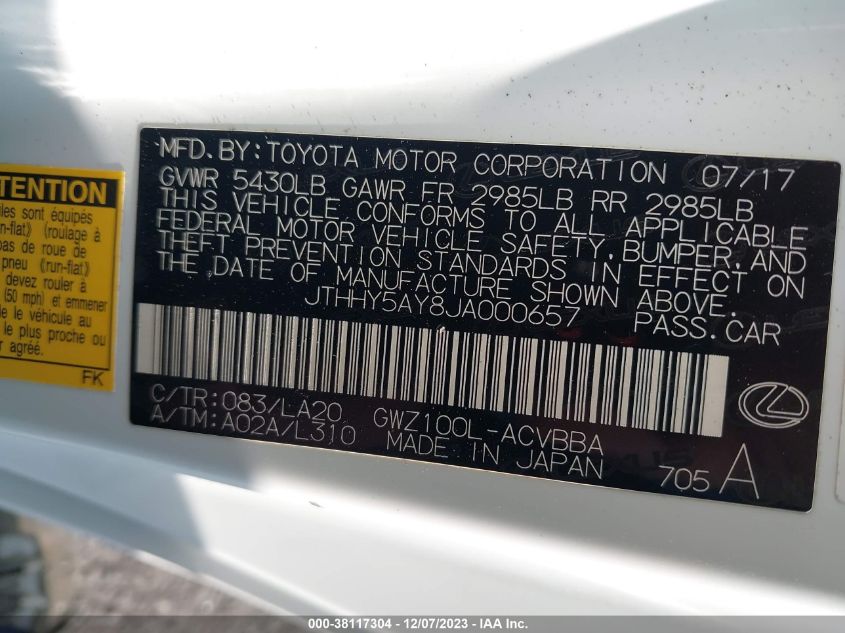 MFD. BY: TOYOTA MOTOR CORPORATION 07/17
GVWR 5430LB GAWR FR 2985LB RR 2985LB
THIS VEHICLE CONFORMS TO ALL APPLICABLE
FEDERAL MOTOR VEHICLE SAFETY, BUMPER, AND
THEFT PREVENTION STANDARDS IN EFFECT ON
THE DATE OF MANUFACTURE SHOWN ABOVE.
JTHHY5AY8JA000657 PASS. CAR
C/TR: 083/LA20 GWZ100L-ACVBBA
A/TM: A02A/L310 MADE IN JAPAN 705 A
TENTION
sont équipés
(roulage à
pas de roue de
pneu (run-flat)
(50 mph) et emmener
le véhicule au
le plus proche ou
agréé.
FK
000-38117304 - 12/07/2023 - IAA Inc.